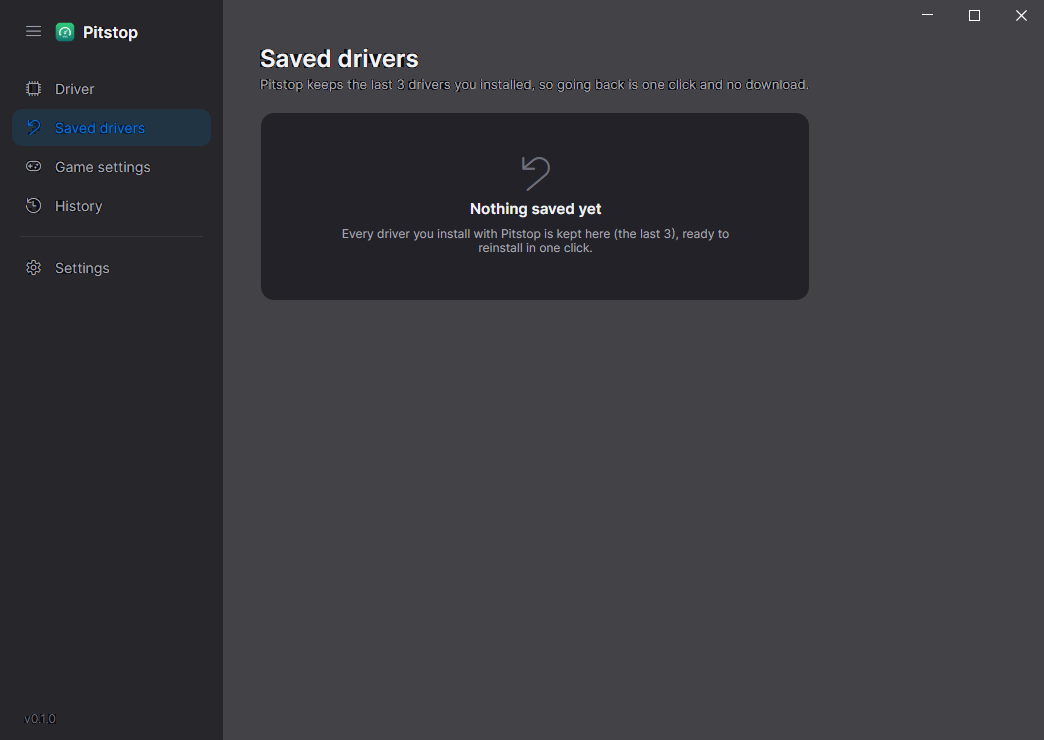 Pitstop
Driver
Saved drivers
Game settings
History
Settings
v0.1.0
Saved drivers
Pitstop keeps the last 3 drivers you installed, so going back is one click and no download.
Nothing saved yet
Every driver you install with Pitstop is kept here (the last 3), ready to
reinstall in one click.